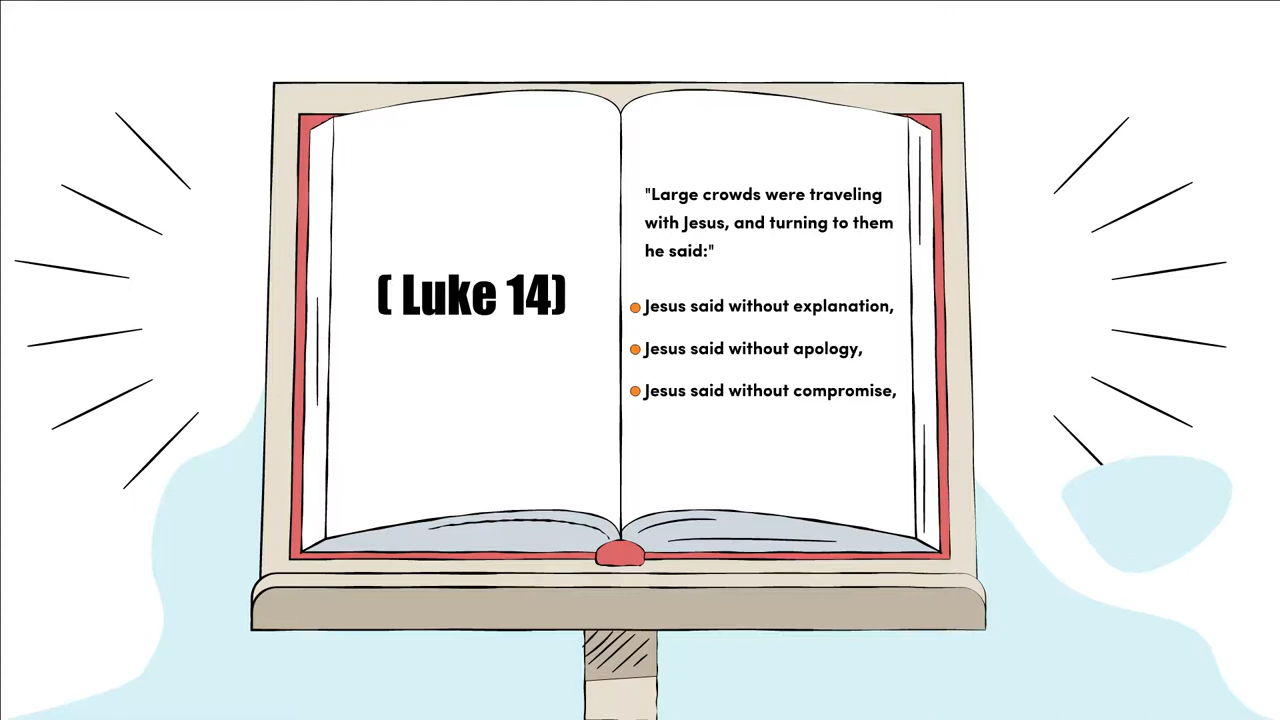 ( Luke 14)
"Large crowds were traveling
with Jesus, and turning to them
he said:"
Jesus said without explanation,
Jesus said without apology,
Jesus said without compromise,